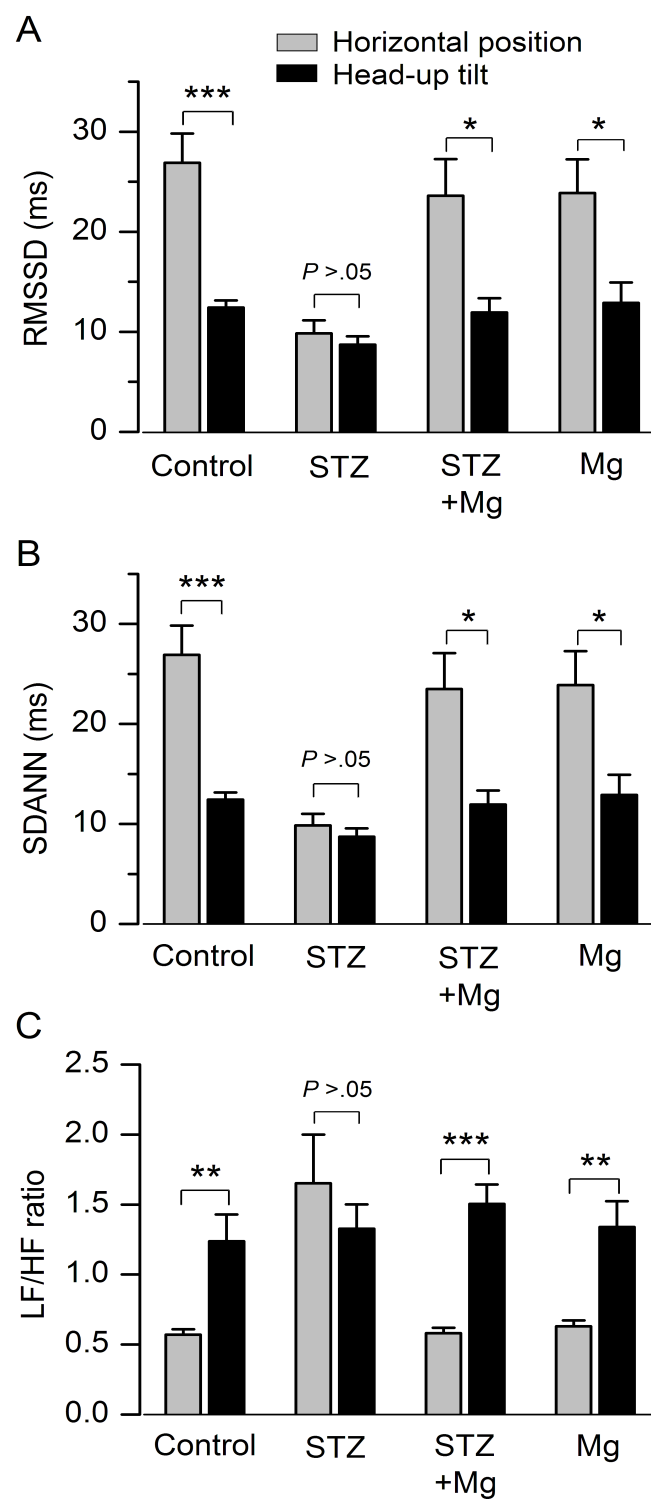 A
Horizontal position
Head-up tilt
RMSSD (ms)
30
20
10
0
***
P >.05
*
*
Control
STZ
STZ
+Mg
Mg
B
SDANN (ms)
30
20
10
0
***
P >.05
*
*
Control
STZ
STZ
+Mg
Mg
C
LF/HF ratio
2.5
2.0
1.5
1.0
0.5
0.0
**
P >.05
***
**
Control
STZ
STZ
+Mg
Mg